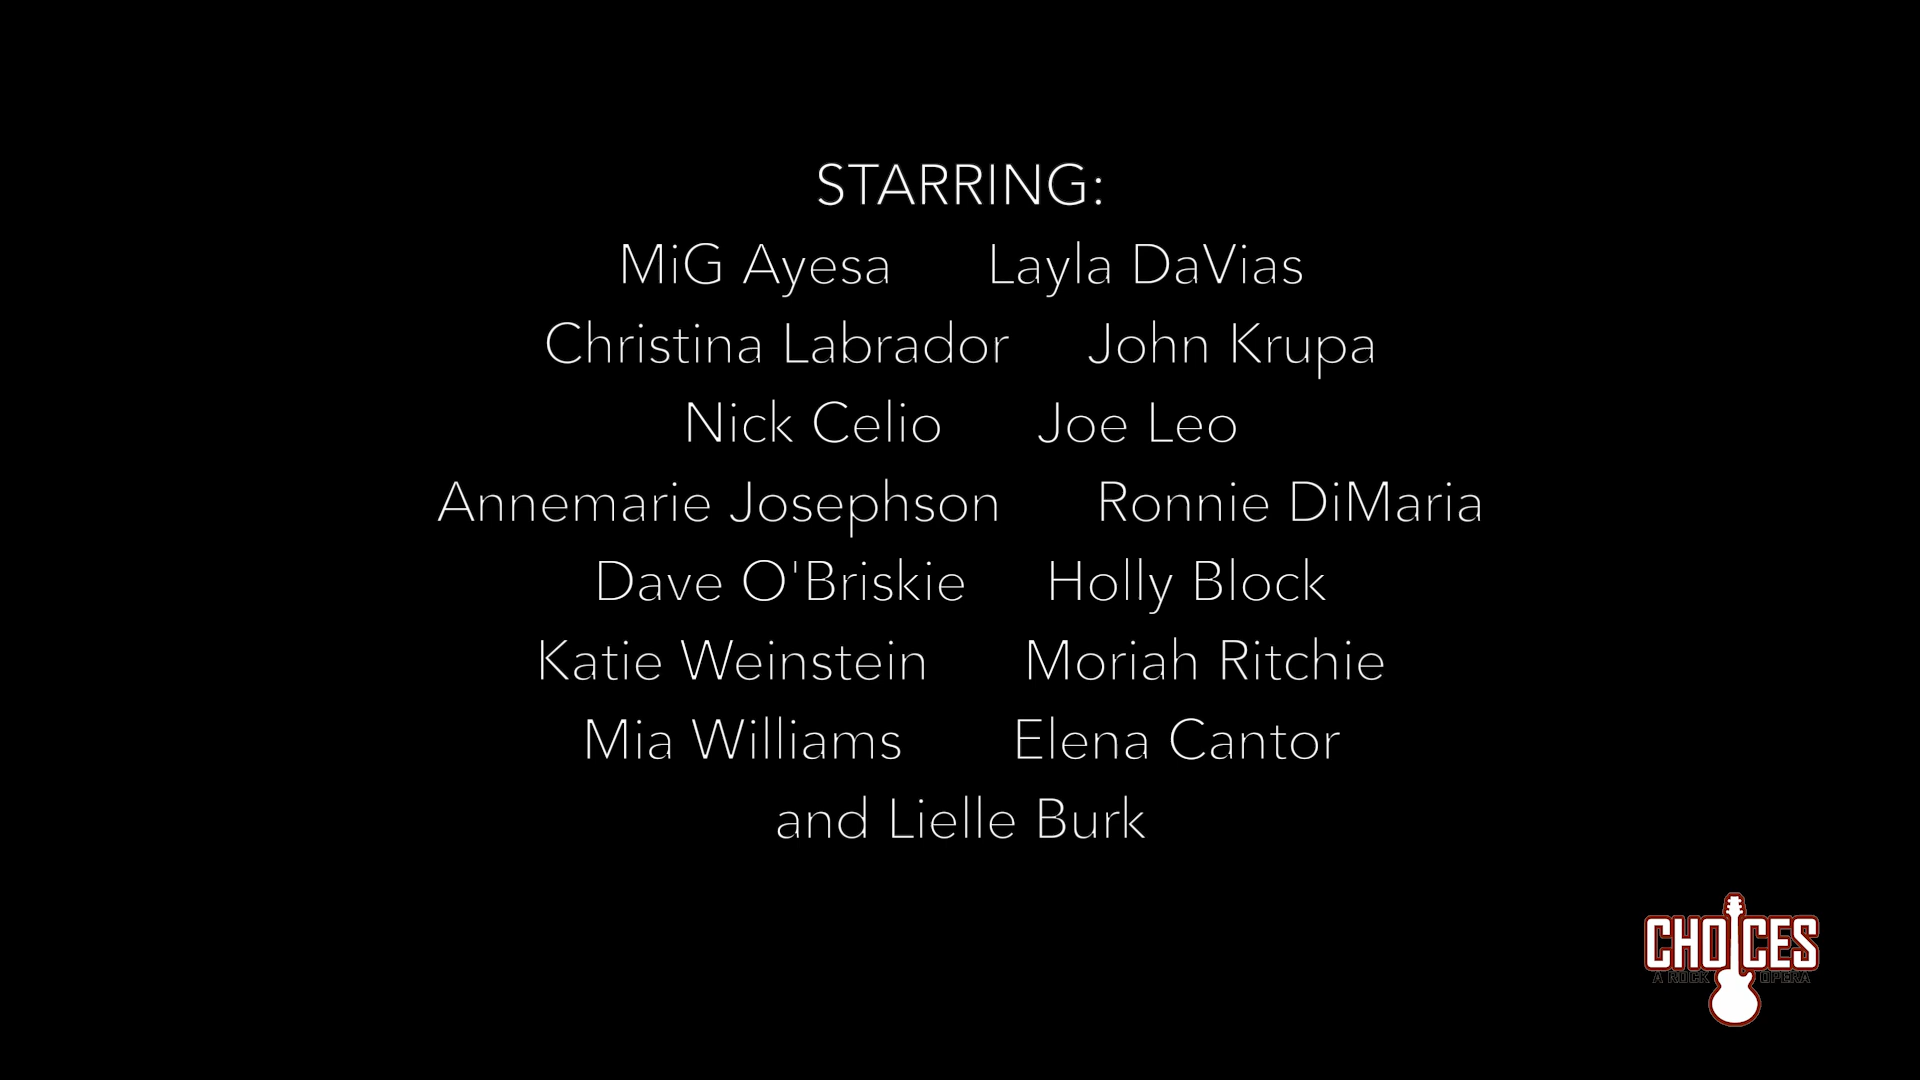 STARRING:
MiG Ayesa Layla DaVias
Christina Labrador John Krupa
Nick Celio Joe Leo
Annemarie Josephson Ronnie DiMaria
Dave O'Briskie Holly Block
Katie Weinstein Moriah Ritchie
Mia Williams Elena Cantor
and Lielle Burk
CHOICES
A ROCK OPERA